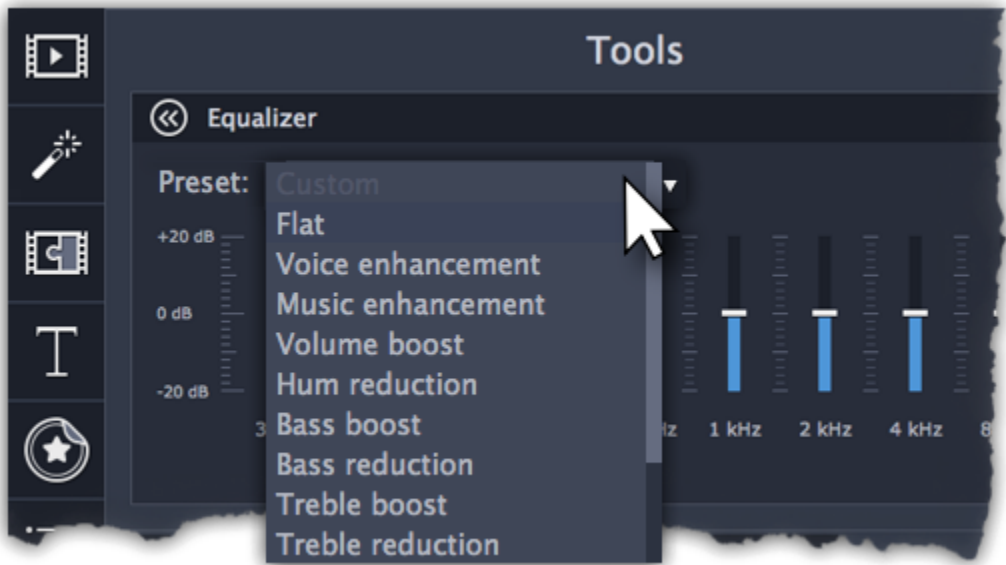 Tools
Equalizer
Preset:
Custom
Flat
Voice enhancement
Music enhancement
Volume boost
Hum reduction
Bass boost
Bass reduction
Treble boost
Treble reduction
+20 dB
0 dB
-20 dB
1 kHz
2 kHz
4 kHz